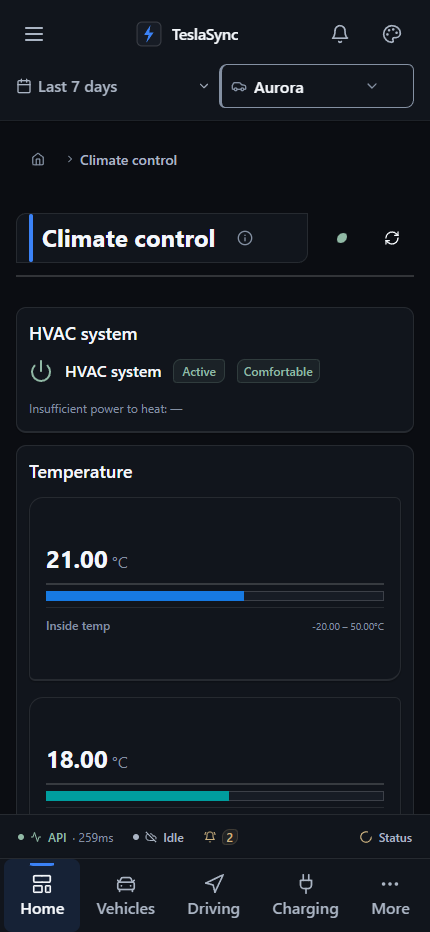 TeslaSync
Last 7 days
Aurora
Climate control
Climate control
HVAC system
HVAC system Active Comfortable
Insufficient power to heat: —
Temperature
21.00 °C
Inside temp -20.00 – 50.00°C
18.00 °C
API · 259ms Idle 2 Status
Home Vehicles Driving Charging More